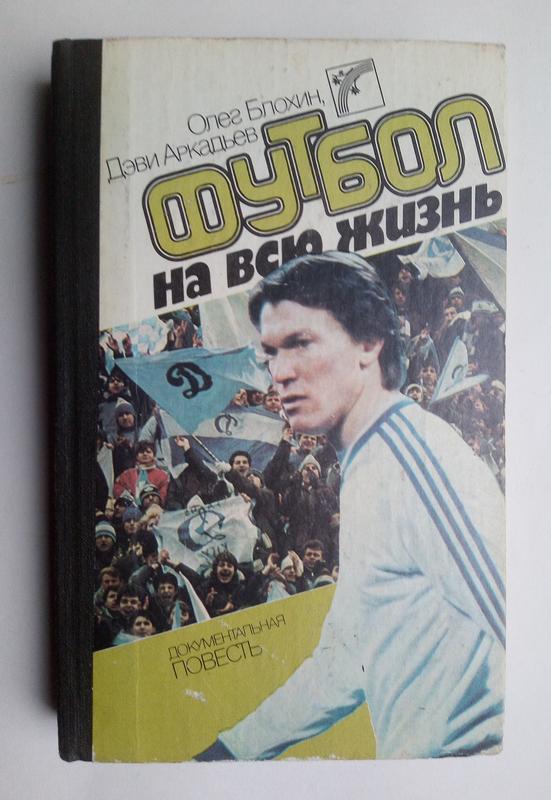 Олег Блохин,
Дэви Аркадьев
ФУТБОЛ
на всю жизнь
Д
ДОКУМЕНТАЛЬНАЯ
ПОВЕСТЬ